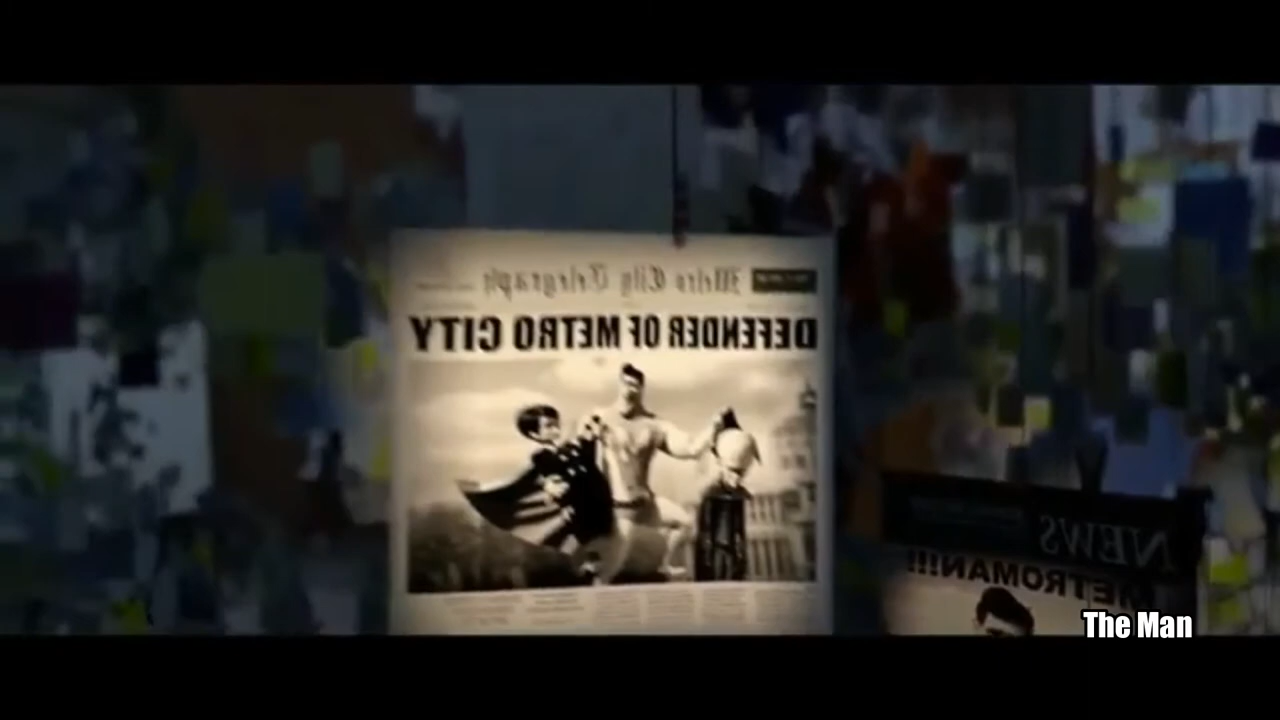 Metro City Telegraph
DEFENDER OF METRO CITY
NEWS
METROMAN!!!
The Man